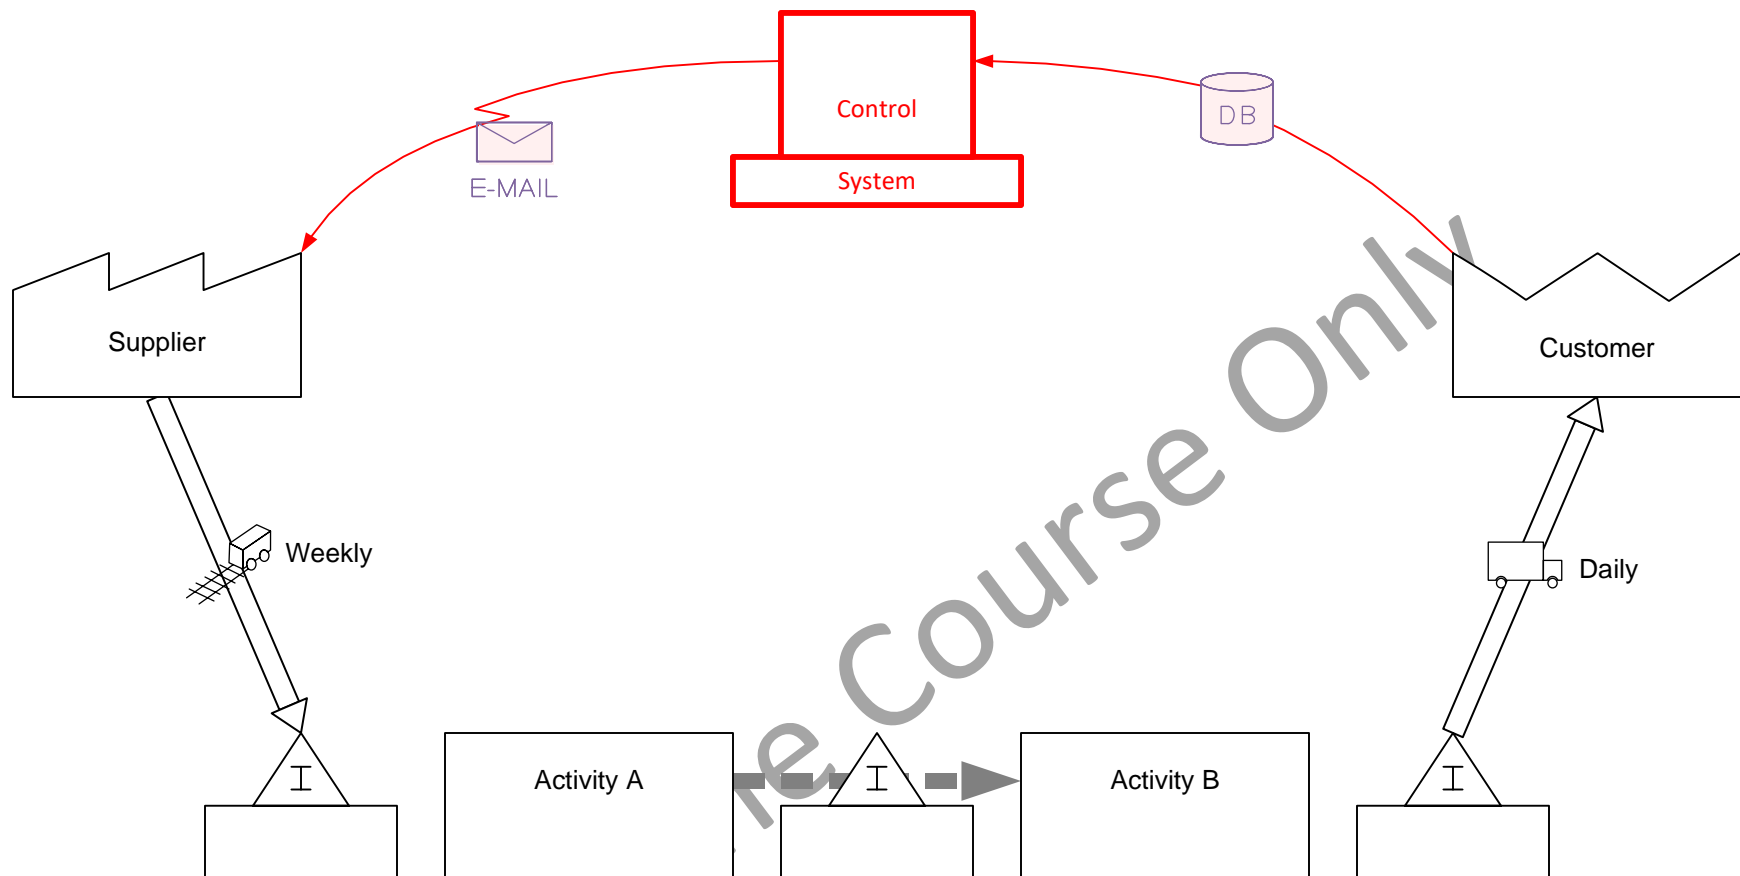 Control
DB
System
E-MAIL
Supplier
Customer
Weekly
Daily
Course Only
I
Activity A
I
Activity B
I